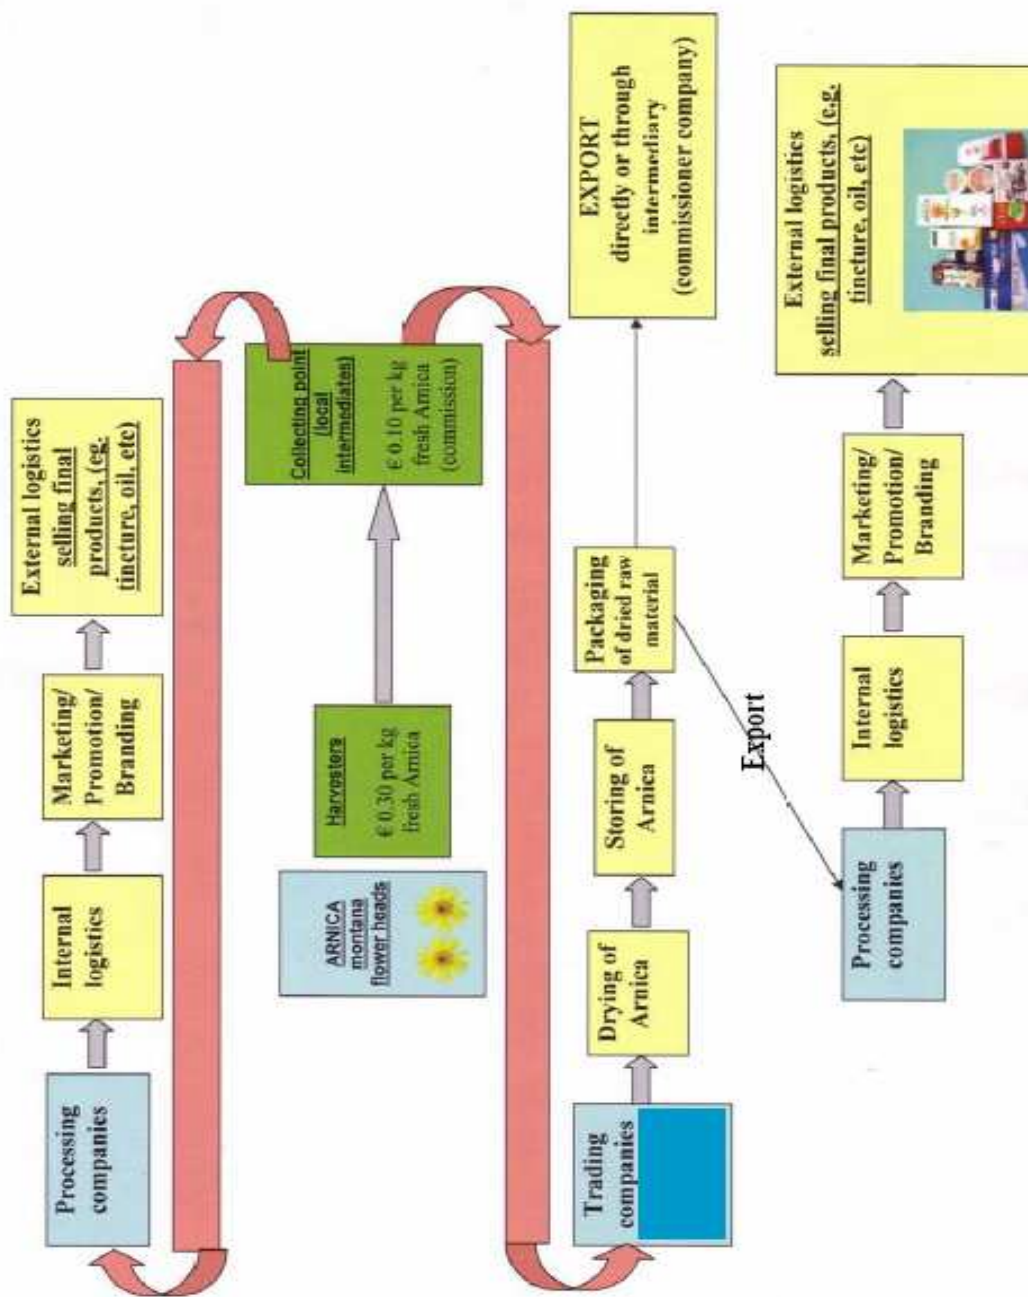 Processing
companies
Internal
logistics
Marketing/
Promotion/
Branding
External logistics
selling final
products, (eg.
tincture, oil, etc)
ARNICA
montana
flower heads
Harvosters
€ 0.30 per kg
fresh Arnica
Collecting point
(local
intermediates)
€ 0.10 per kg
fresh Arnica
(commission)
Trading
companies
Drying of
Arnica
Storing of
Arnica
Packaging
of dried raw
material
EXPORT
directly or through
intermediary
(commissioner company)
Export
Processing
companies
Internal
logistics
Marketing/
Promotion/
Branding
External logistics
selling final products, (e.g.
tincture, oil, etc)